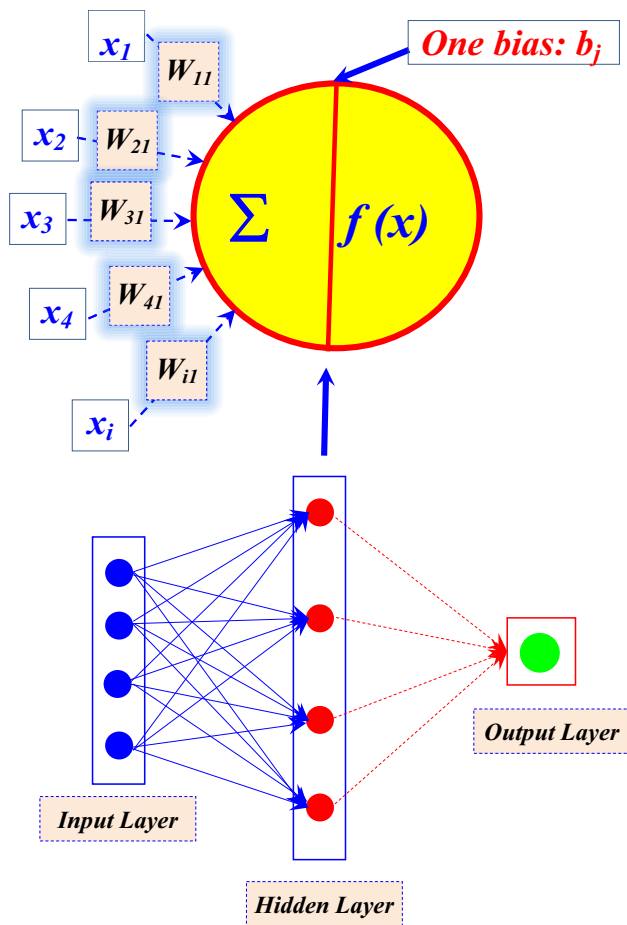 x1
W11
One bias: bj
x2
W21
x3
W31
Σ
f (x)
x4
W41
Wi1
xi
Input Layer
Output Layer
Hidden Layer